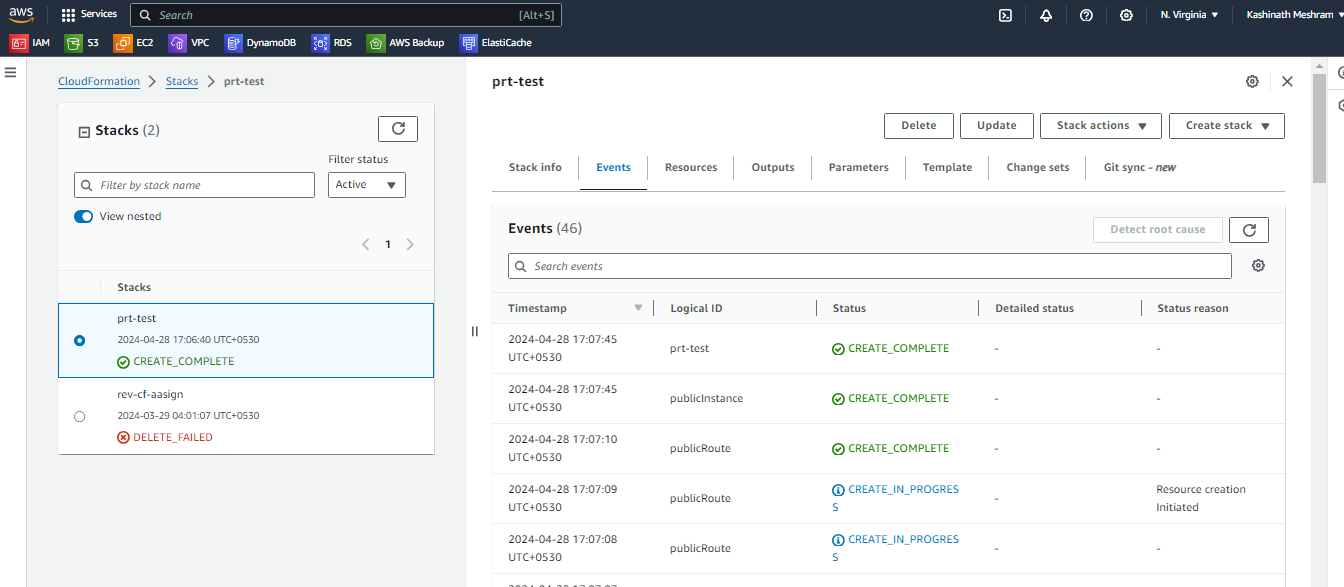 aws
Services
Search
[Alt+S]
N. Virginia
Kashinath Meshram
IAM
S3
EC2
VPC
DynamoDB
RDS
AWS Backup
ElastiCache
CloudFormation
Stacks
prt-test
Stacks (2)
Filter status
Filter by stack name
Active
View nested
1
Stacks
prt-test
2024-04-28 17:06:40 UTC+0530
CREATE_COMPLETE
rev-cf-aasign
2024-03-29 04:01:07 UTC+0530
DELETE_FAILED
prt-test
Delete
Update
Stack actions
Create stack
Stack info
Events
Resources
Outputs
Parameters
Template
Change sets
Git sync - new
Events (46)
Detect root cause
Search events
Timestamp
Logical ID
Status
Detailed status
Status reason
2024-04-28 17:07:45
UTC+0530
prt-test
CREATE_COMPLETE
-
-
2024-04-28 17:07:45
UTC+0530
publicInstance
CREATE_COMPLETE
-
-
2024-04-28 17:07:10
UTC+0530
publicRoute
CREATE_COMPLETE
-
-
2024-04-28 17:07:09
UTC+0530
publicRoute
CREATE_IN_PROGRES
S
-
Resource creation
Initiated
2024-04-28 17:07:08
UTC+0530
publicRoute
CREATE_IN_PROGRES
S
-
-